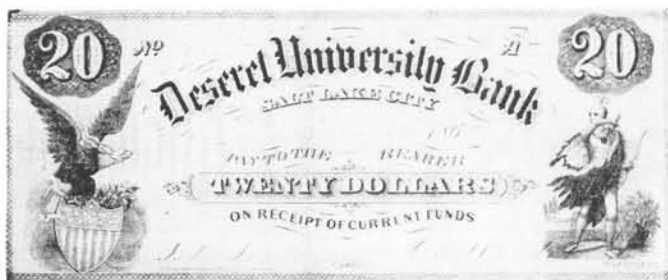 20 No A 20
Deseret University Bank
SALT LAKE CITY
186
PAY TO THE BEARER
TWENTY DOLLARS
ON RECEIPT OF CURRENT FUNDS